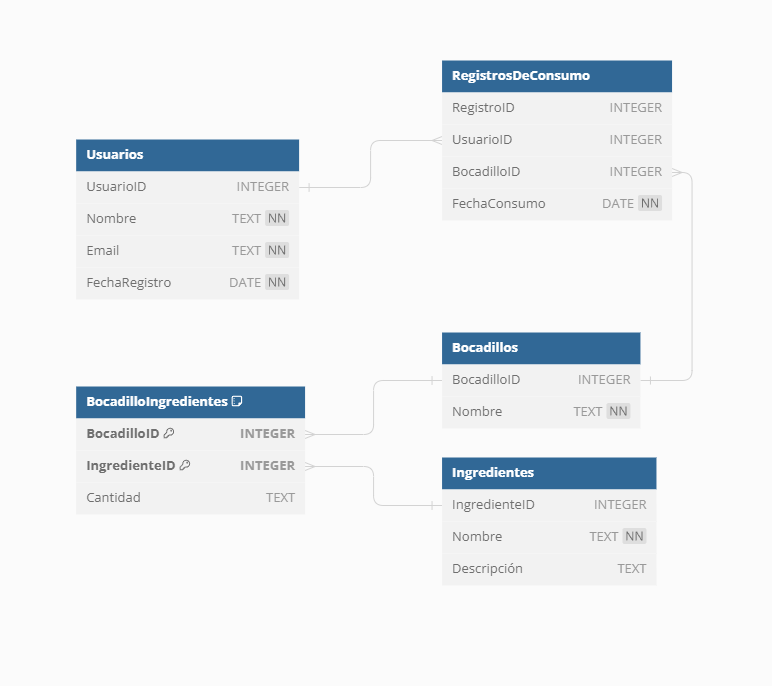 Usuarios
UsuarioID INTEGER
Nombre TEXT NN
Email TEXT NN
FechaRegistro DATE NN
RegistrosDeConsumo
RegistroID INTEGER
UsuarioID INTEGER
BocadilloID INTEGER
FechaConsumo DATE NN
BocadilloIngredientes
BocadilloID INTEGER
IngredienteID INTEGER
Cantidad TEXT
Bocadillos
BocadilloID INTEGER
Nombre TEXT NN
Ingredientes
IngredienteID INTEGER
Nombre TEXT NN
Descripción TEXT